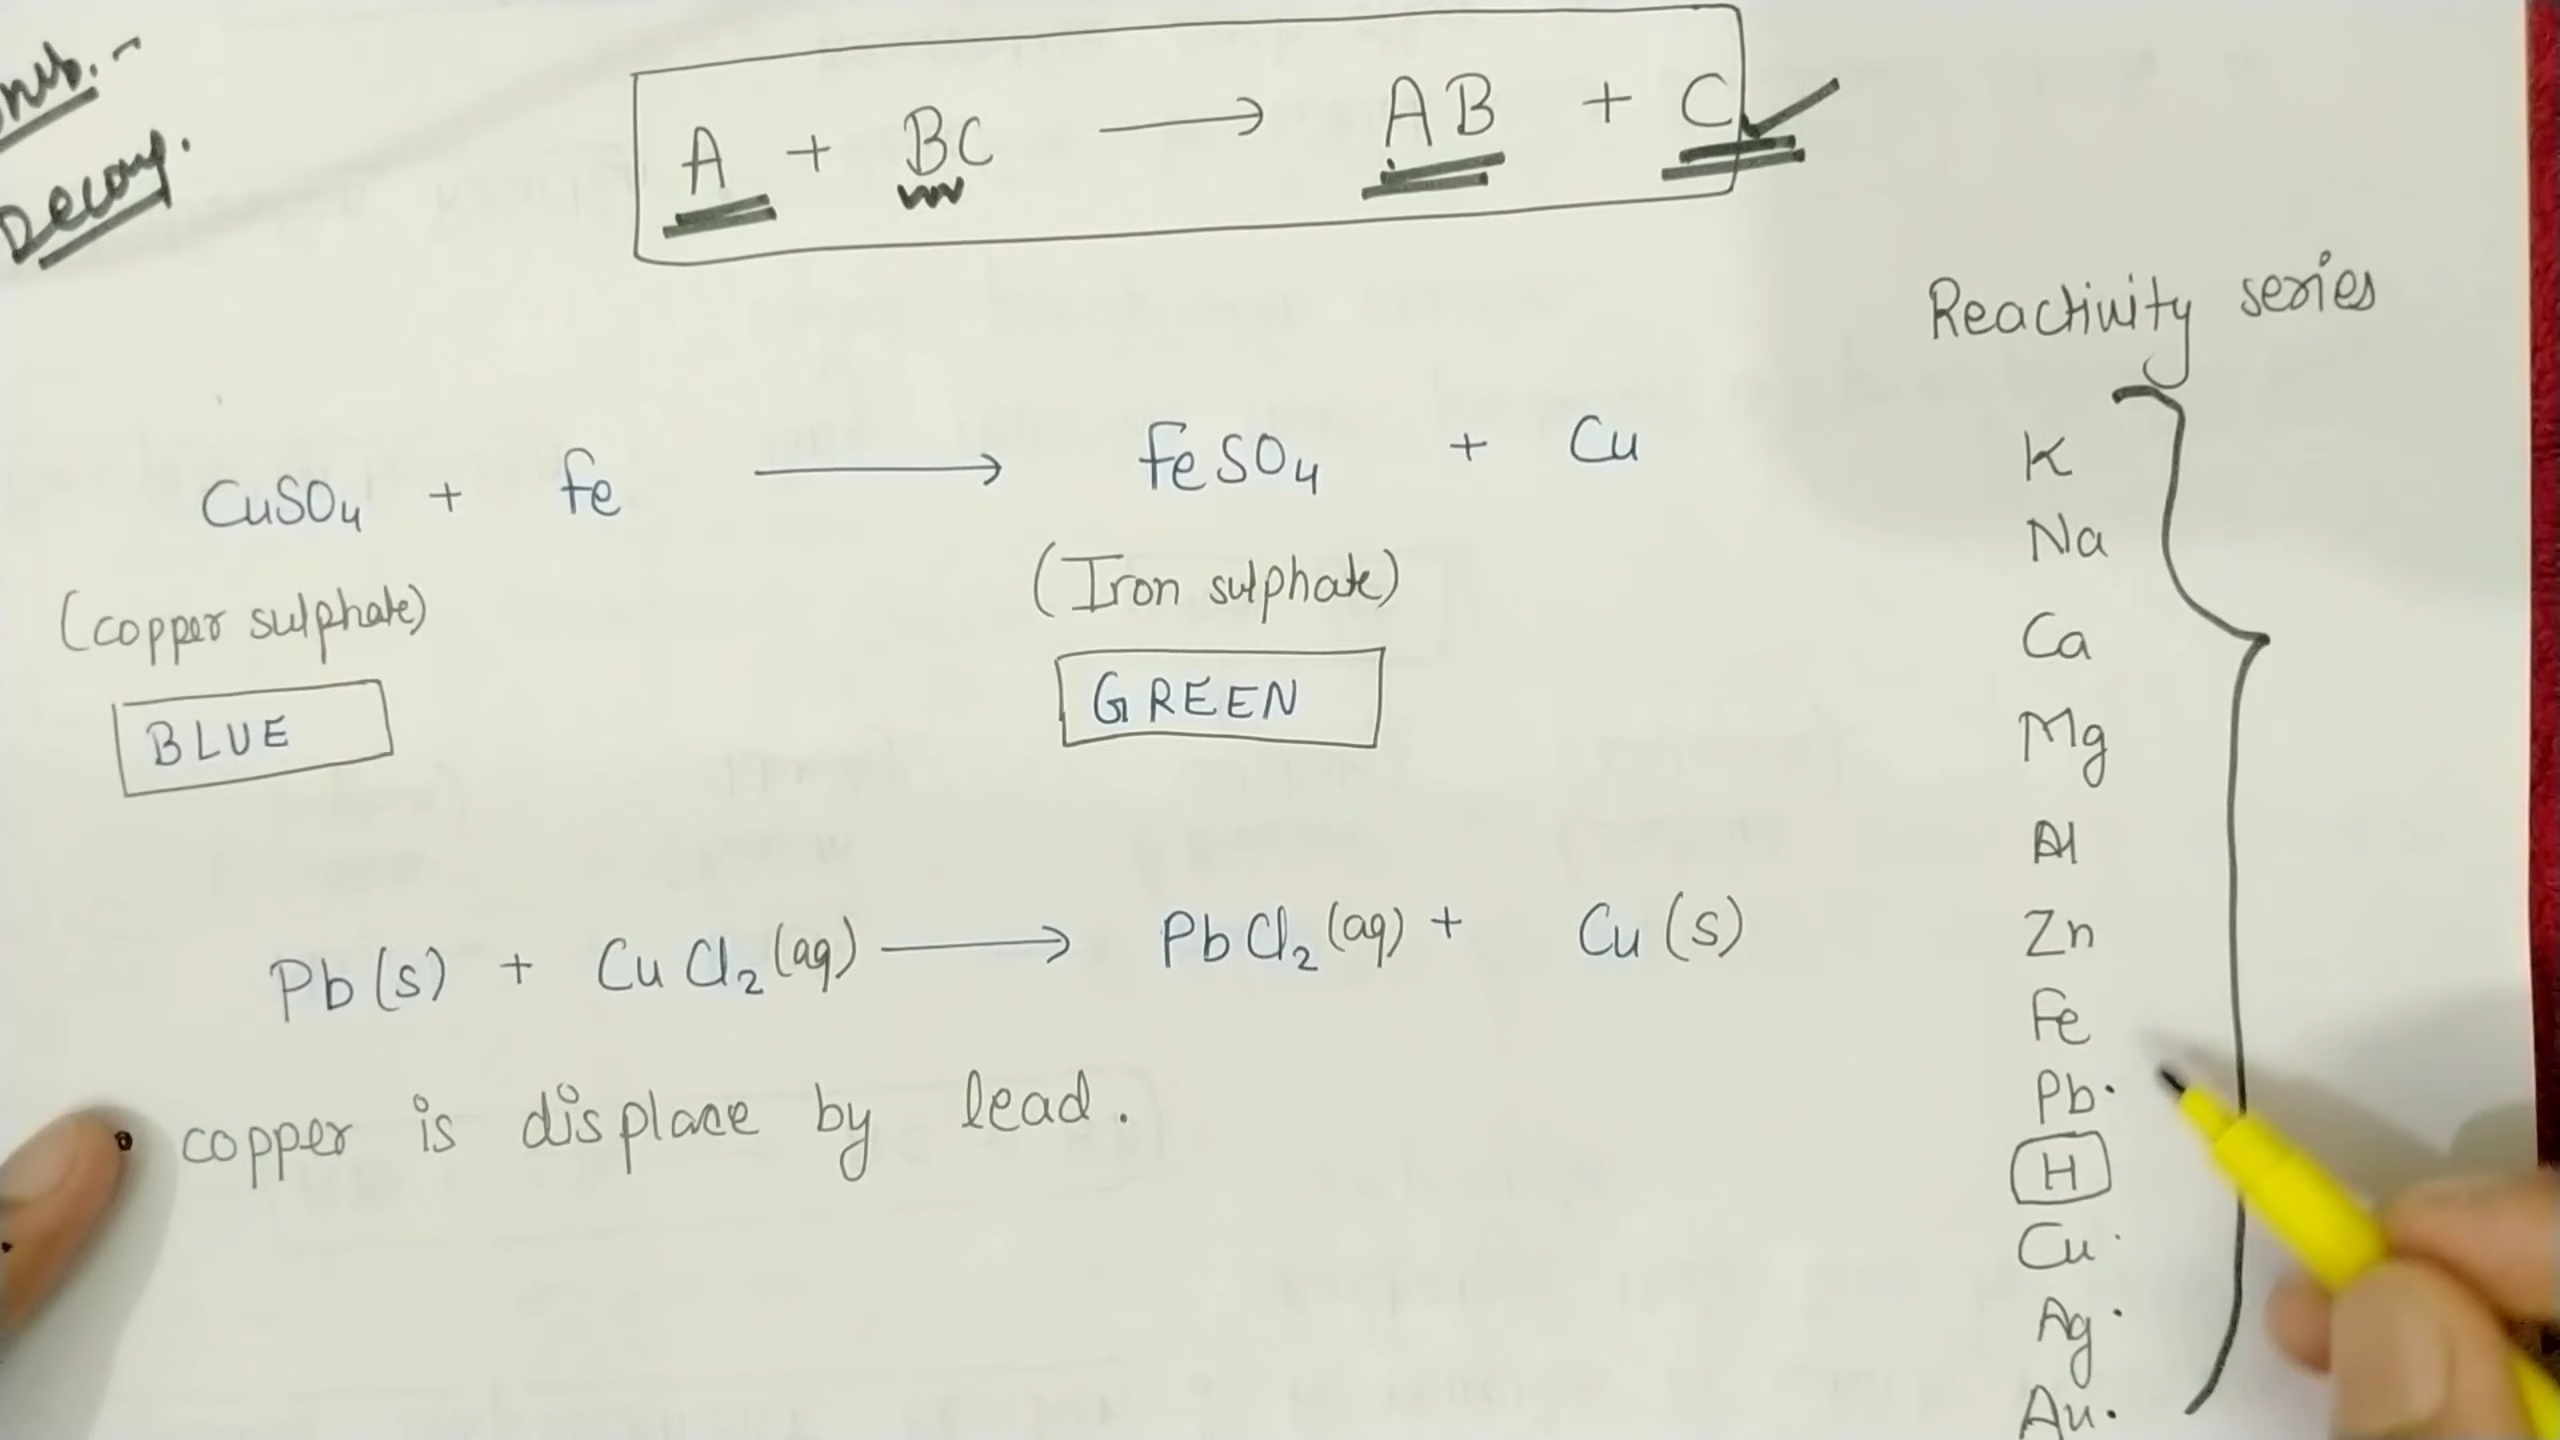 Decomp.
A + BC → AB + C ✓
Reactivity series
CuSO₄ + Fe → FeSO₄ + Cu
(copper sulphate)
(Iron sulphate)
BLUE
GREEN
Pb(s) + CuCl₂(aq) → PbCl₂(aq) + Cu(s)
• copper is displace by lead.
K
Na
Ca
Mg
Al
Zn
Fe
Pb
H
Cu
Ag
Au